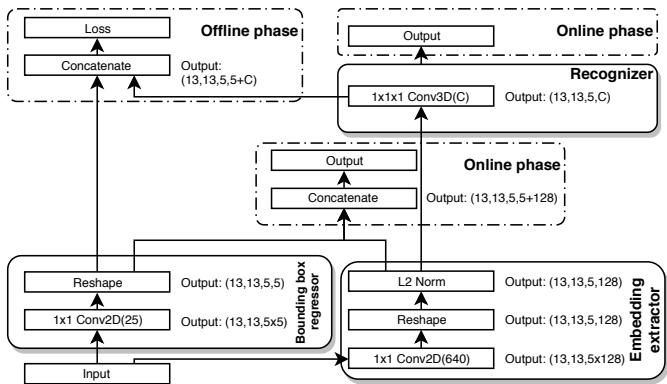 Loss
Offline phase
Concatenate
Output:
(13,13,5,5+C)
Output
Online phase
Recognizer
1x1x1 Conv3D(C)
Output: (13,13,5,C)
Output
Online phase
Concatenate
Output: (13,13,5,5+128)
Reshape
Output: (13,13,5,5)
1x1 Conv2D(25)
Output: (13,13,5x5)
Bounding box
regressor
L2 Norm
Output: (13,13,5,128)
Reshape
Output: (13,13,5,128)
1x1 Conv2D(640)
Output: (13,13,5x128)
Embedding
extractor
Input